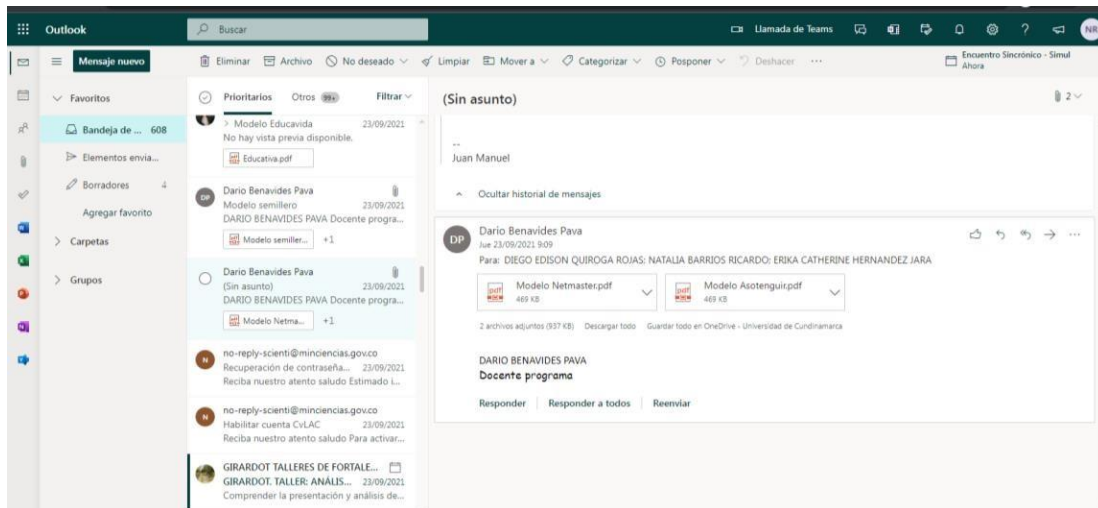 Outlook
Buscar
Llamada de Teams
NR
Mensaje nuevo
Eliminar
Archivo
No deseado
Limpiar
Mover a
Categorizar
Posponer
Deshacer
...
Encuentro Sincrónico - Simul
Ahora
Favoritos
Bandeja de ... 608
Elementos envia...
Borradores 4
Agregar favorito
Carpetas
Grupos
Prioritarios
Otros 99+
Filtrar
> Modelo Educavida 23/09/2021
No hay vista previa disponible.
Educativa.pdf
DP
Dario Benavides Pava
Modelo semillero 23/09/2021
DARIO BENAVIDES PAVA Docente progra...
Modelo semiller... +1
Dario Benavides Pava
(Sin asunto) 23/09/2021
DARIO BENAVIDES PAVA Docente progra...
Modelo Netma... +1
N
no-reply-scienti@minciencias.gov.co
Recuperación de contraseña... 23/09/2021
Reciba nuestro atento saludo Estimado i...
N
no-reply-scienti@minciencias.gov.co
Habilitar cuenta CvLAC 23/09/2021
Reciba nuestro atento saludo Para activar...
GIRARDOT TALLERES DE FORTALE...
GIRARDOT. TALLER: ANÁLIS... 23/09/2021
Comprender la presentación y análisis de...
(Sin asunto)
2
--
Juan Manuel
Ocultar historial de mensajes
DP
Dario Benavides Pava
Jue 23/09/2021 9:09
Para: DIEGO EDISON QUIROGA ROJAS; NATALIA BARRIOS RICARDO; ERIKA CATHERINE HERNANDEZ JARA
Modelo Netmaster.pdf
469 KB
Modelo Asotenguir.pdf
469 KB
2 archivos adjuntos (937 KB) Descargar todo Guardar todo en OneDrive - Universidad de Cundinamarca
DARIO BENAVIDES PAVA
Docente programa
Responder
Responder a todos
Reenviar